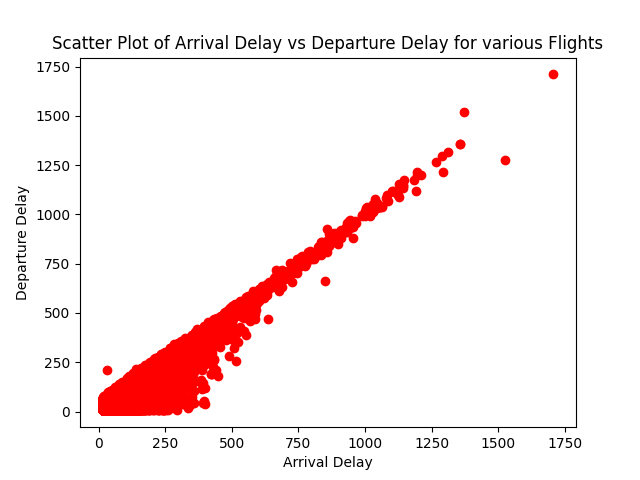 Scatter Plot of Arrival Delay vs Departure Delay for various Flights
1750
1500
1250
1000
750
500
250
0
Departure Delay
0 250 500 750 1000 1250 1500 1750
Arrival Delay